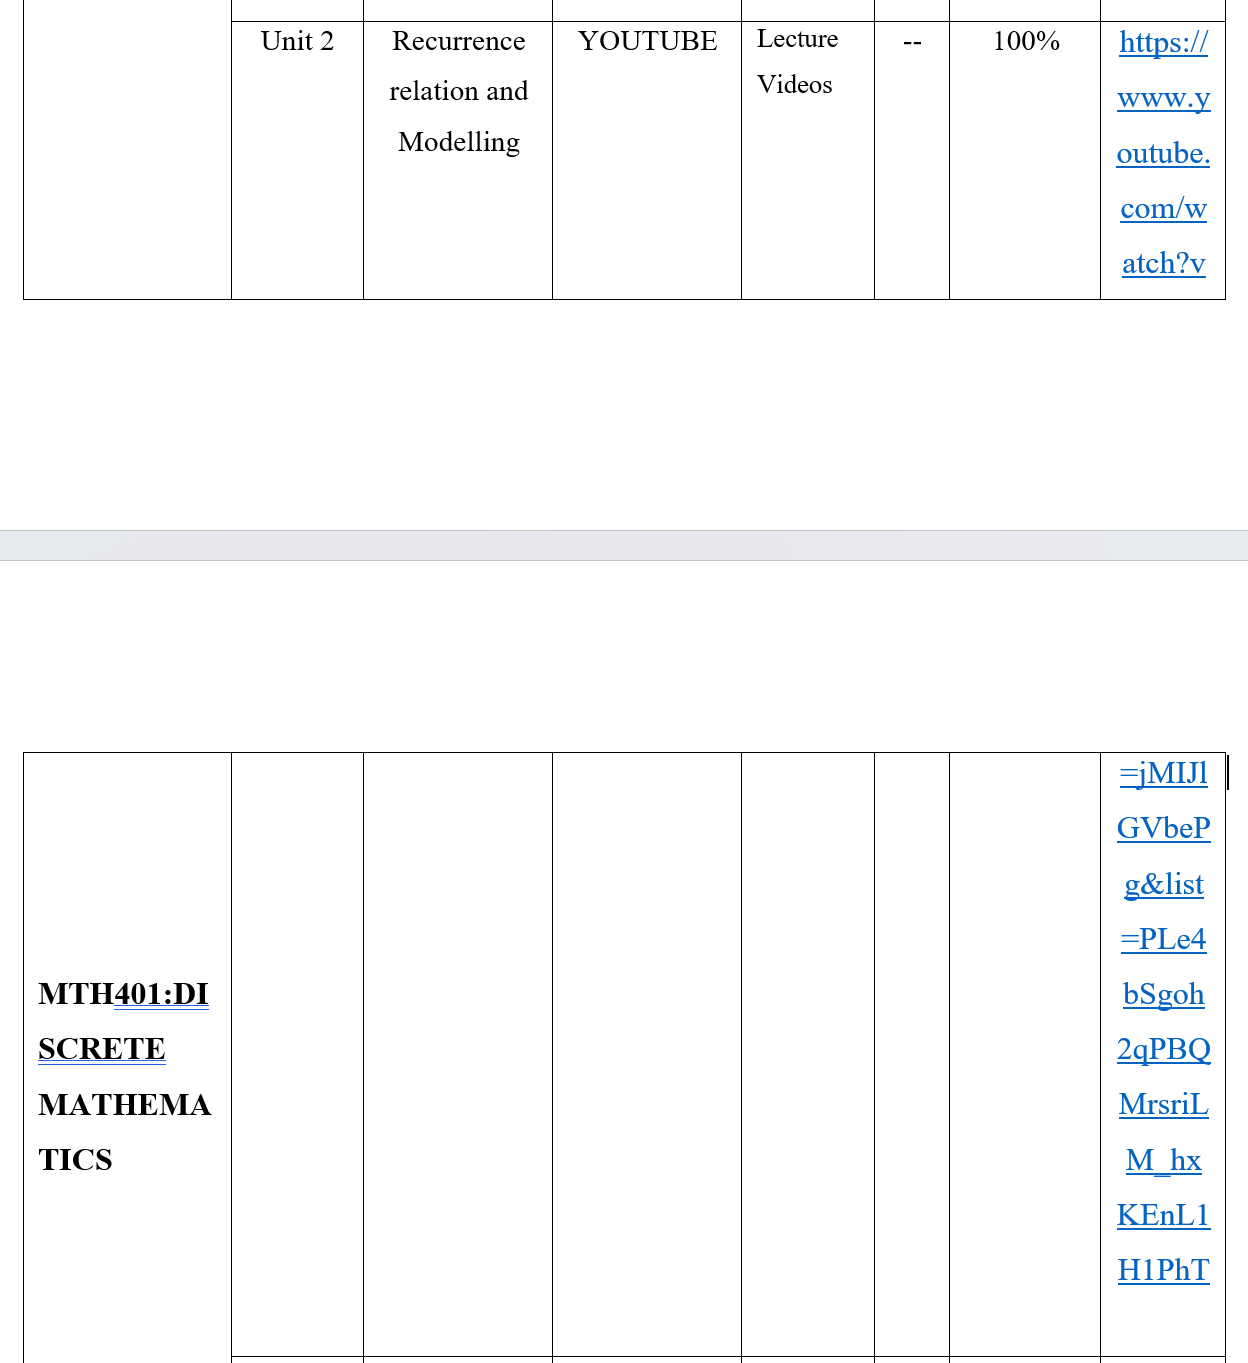 Unit 2
Recurrence
relation and
Modelling
YOUTUBE
Lecture
Videos
--
100%
https://
www.y
outube.
com/w
atch?v
MTH401:DI
SCRETE
MATHEMA
TICS
=jMIJl
GVbeP
g&list
=PLe4
bSgoh
2qPBQ
MrsriL
M_hx
KEnL1
H1PhT